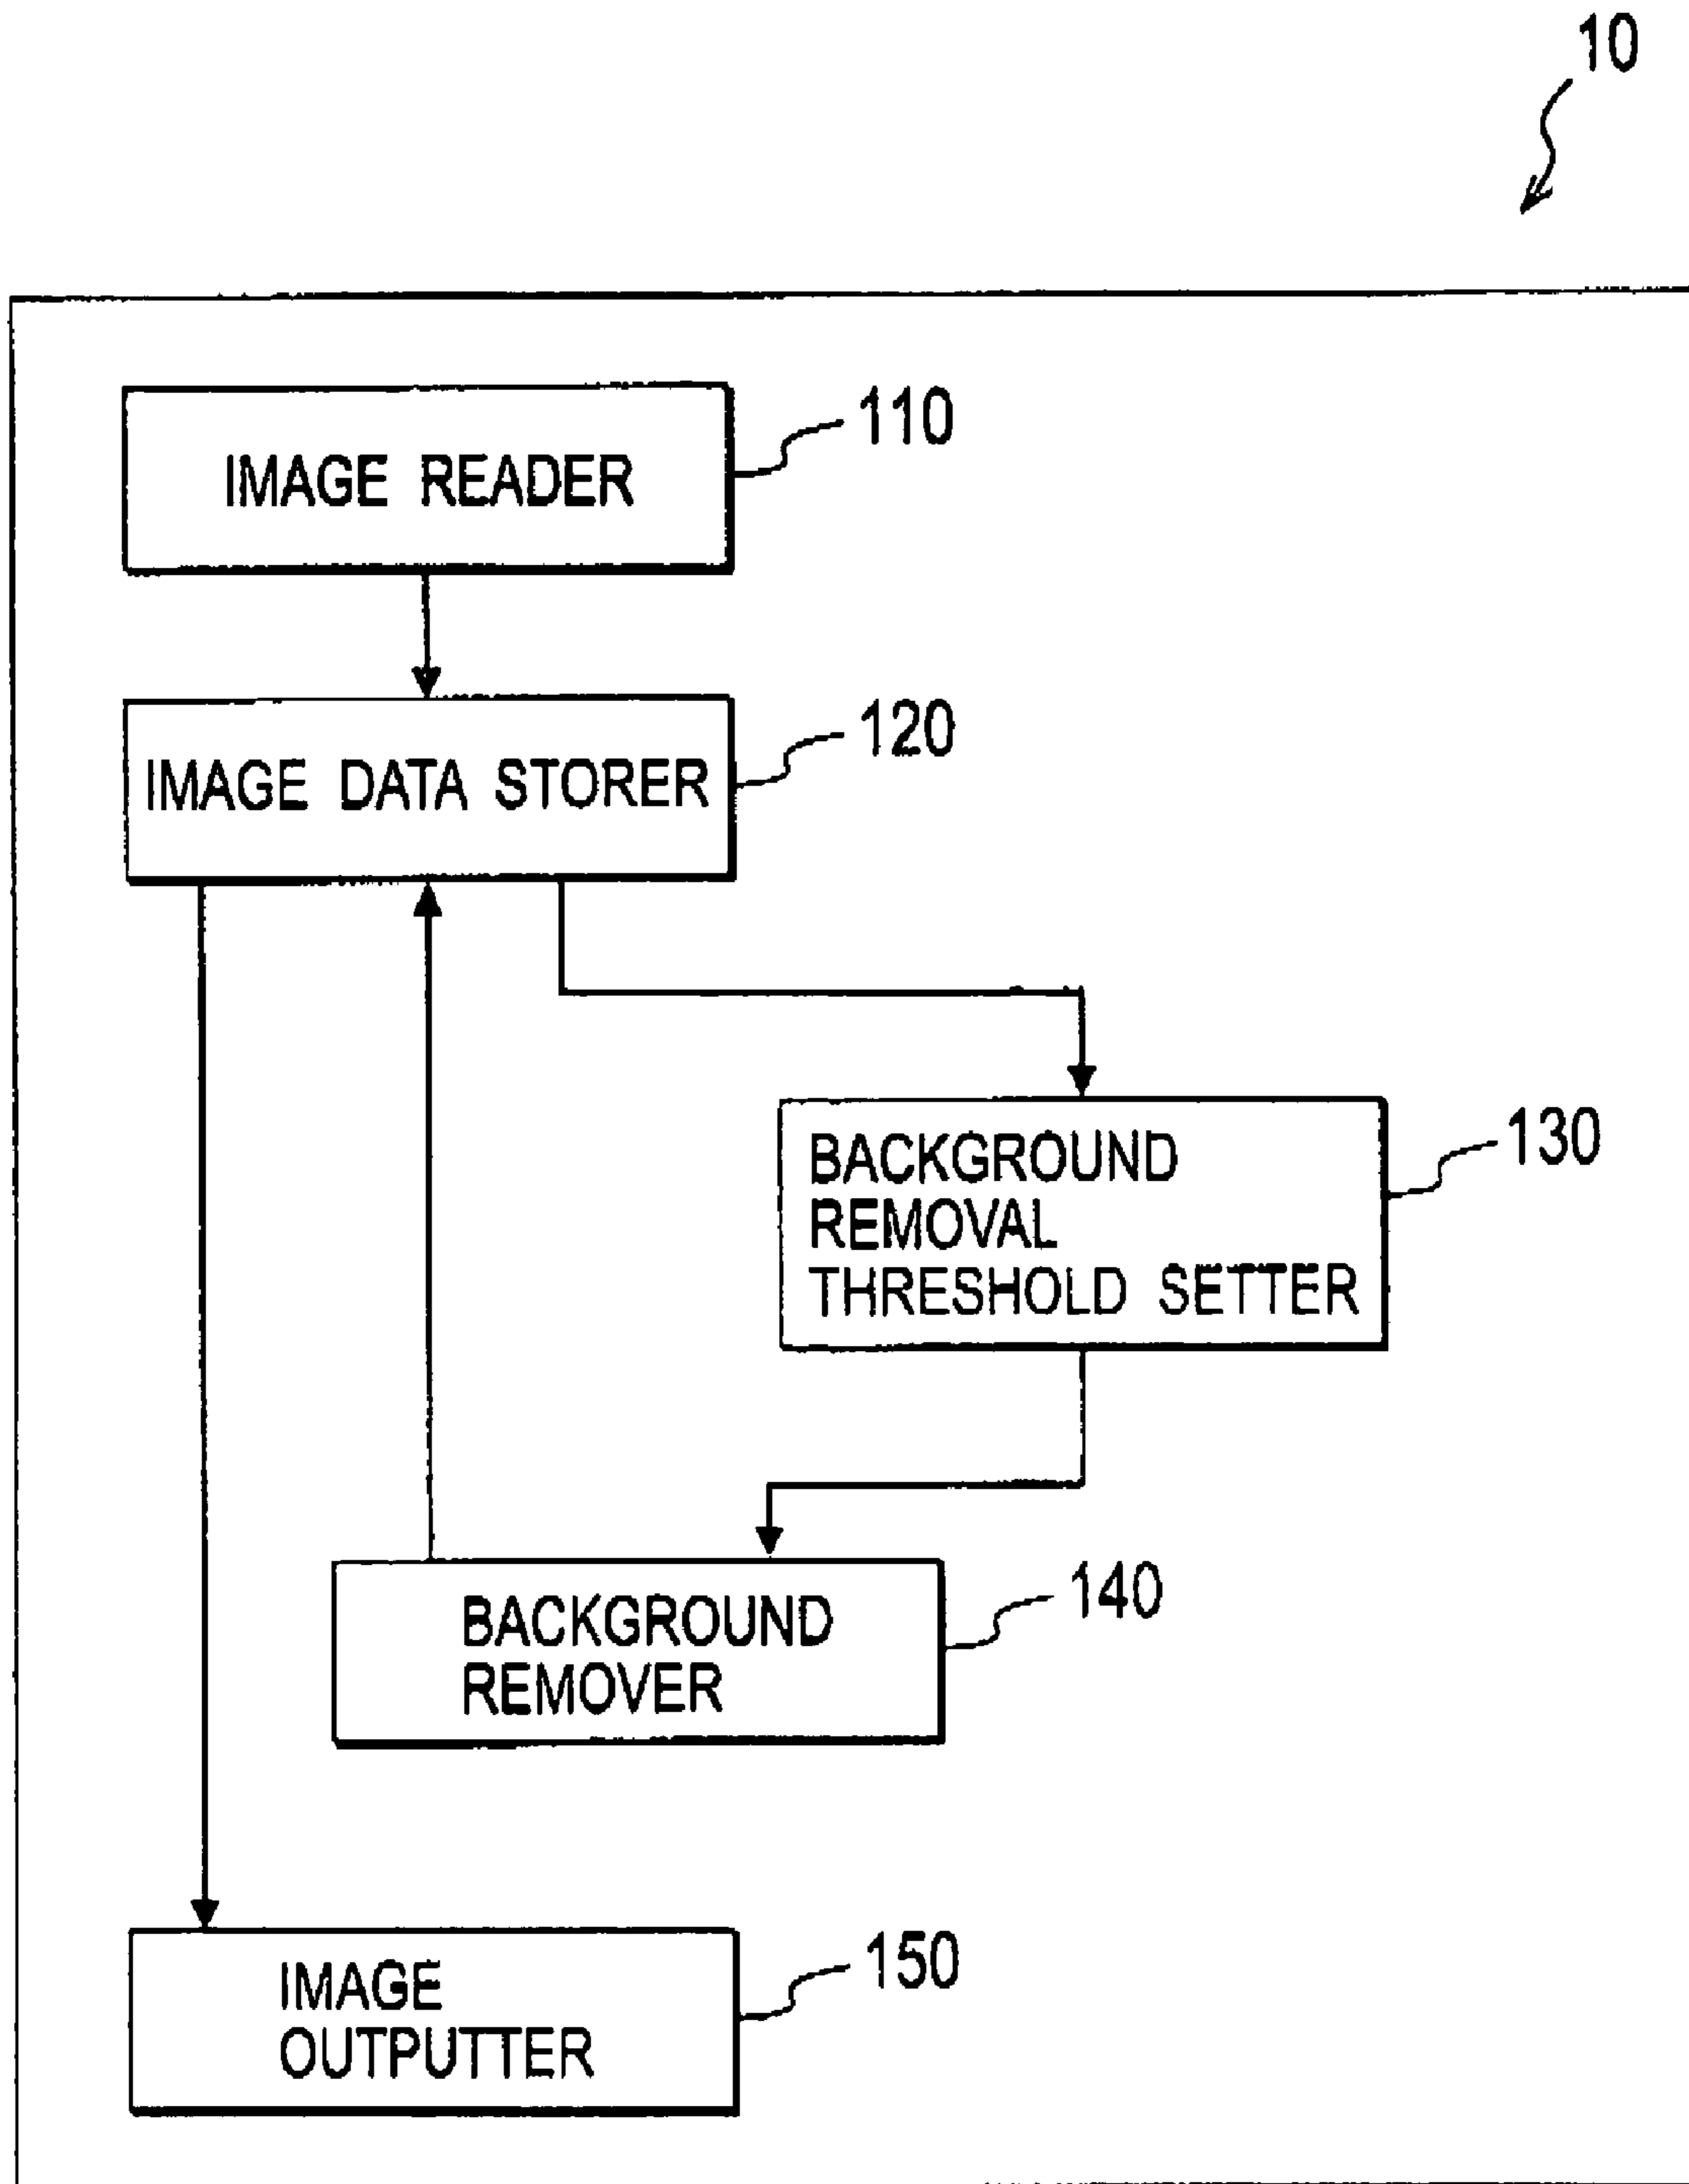 10
IMAGE READER
110
IMAGE DATA STORER
120
BACKGROUND
REMOVAL
THRESHOLD SETTER
130
BACKGROUND
REMOVER
140
IMAGE
OUTPUTTER
150